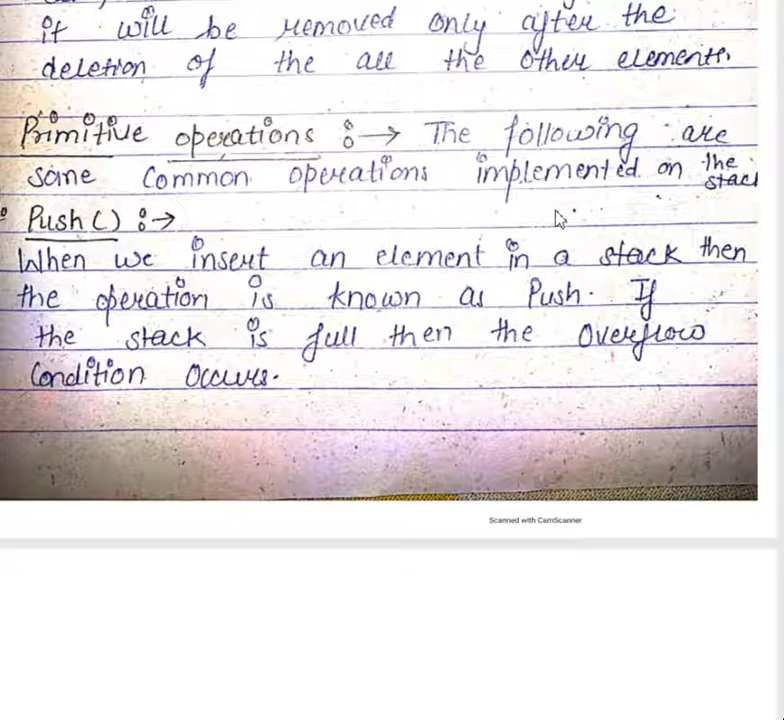 it will be removed only after the
deletion of the all the other elements.
Primitive operations :→ The following are
some Common operations implemented on the
stack
Push () :→
When we insert an element in a stack then
the operation is known as Push. If
the stack is full then the Overflow
Condition Occurs.
Scanned with CamScanner